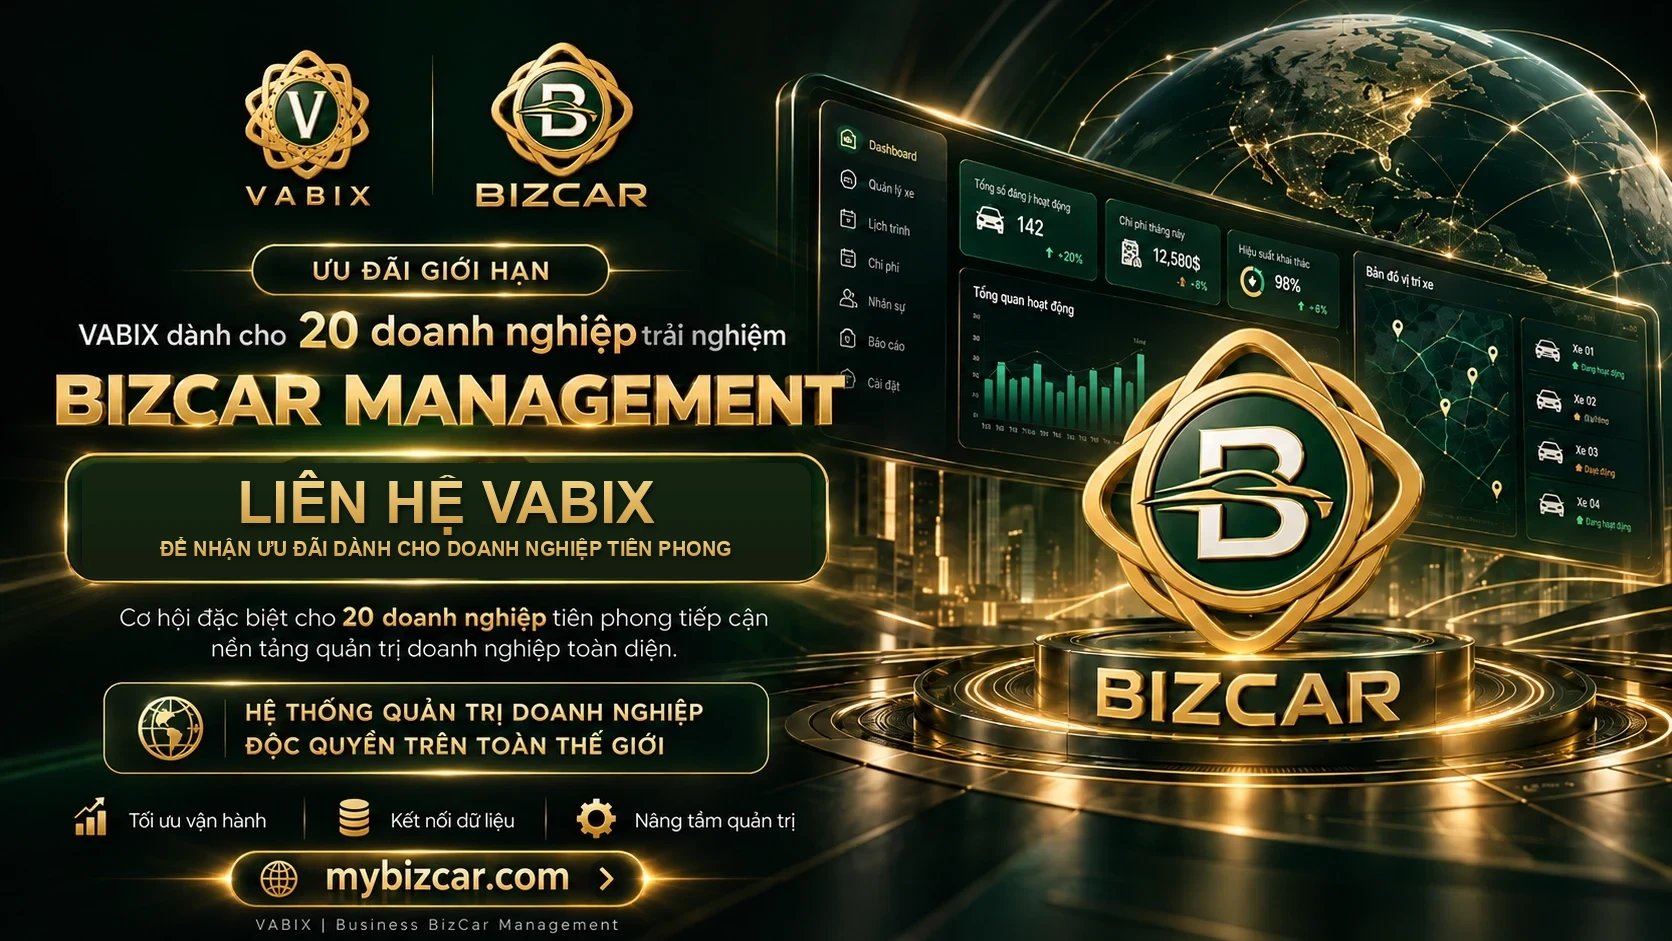 VABIX
BIZCAR
ƯU ĐÃI GIỚI HẠN
VABIX dành cho 20 doanh nghiệp trải nghiệm
BIZCAR MANAGEMENT
LIÊN HỆ VABIX
ĐỂ NHẬN ƯU ĐÃI DÀNH CHO DOANH NGHIỆP TIÊN PHONG
Cơ hội đặc biệt cho 20 doanh nghiệp tiên phong tiếp cận
nền tảng quản trị doanh nghiệp toàn diện.
HỆ THỐNG QUẢN TRỊ DOANH NGHIỆP
ĐỘC QUYỀN TRÊN TOÀN THẾ GIỚI
Tối ưu vận hành
Kết nối dữ liệu
Nâng tầm quản trị
mybizcar.com
VABIX | Business BizCar Management
Dashboard
Quản lý xe
Lịch trình
Chi phí
Nhân sự
Báo cáo
Cài đặt
Tổng số đăng ý hoạt động
142
+20%
Chi phí tháng này
12,580$
+8%
Hiệu suất khai thác
98%
+6%
Tổng quan hoạt động
Bản đồ vị trí xe
Xe 01
Đang hoạt động
Xe 02
Xe 03
Xe 04
Đang hoạt động
B
BIZCAR